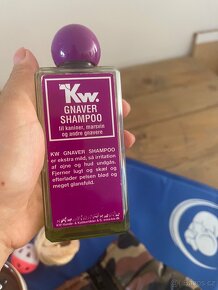 Kw.
GNAVER
SHAMPOO
til kaniner, marsvin
og andre gnavere
KW GNAVER SHAMPOO
er ekstra mild, så irritation
af øjne og hud undgås.
Fjerner lugt og skæl og
efterlader pelsen blød og
meget glansfuld.